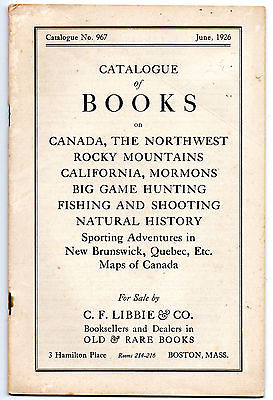 Catalogue No. 967 June, 1926
CATALOGUE
of
BOOKS
on
CANADA, THE NORTHWEST
ROCKY MOUNTAINS
CALIFORNIA, MORMONS
BIG GAME HUNTING
FISHING AND SHOOTING
NATURAL HISTORY
Sporting Adventures in
New Brunswick, Quebec, Etc.
Maps of Canada
For Sale by
C. F. LIBBIE & CO.
Booksellers and Dealers in
OLD & RARE BOOKS
3 Hamilton Place Rooms 214-216 BOSTON, MASS.